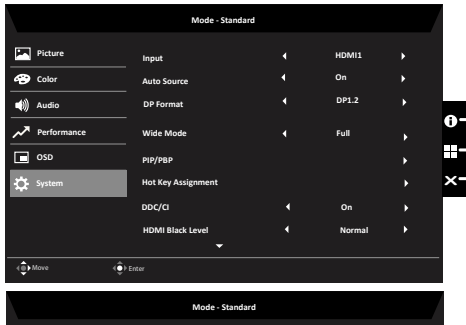 Mode - Standard
Picture
Color
Audio
Performance
OSD
System
Input HDMI1
Auto Source On
DP Format DP1.2
Wide Mode Full
PIP/PBP
Hot Key Assignment
DDC/CI On
HDMI Black Level Normal
Move Enter
Mode - Standard